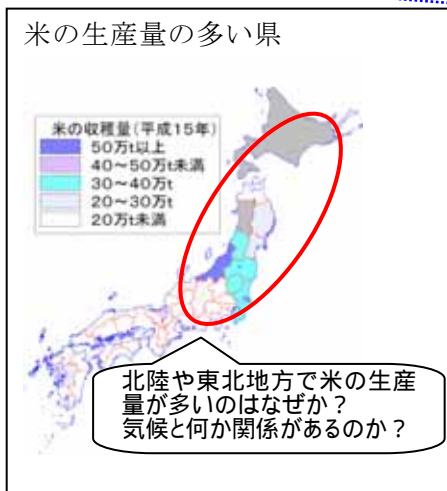 米の生産量の多い県
米の収穫量(平成15年)
50万t以上
40～50万t未満
30～40万t
20～30万t
20万t未満
北陸や東北地方で米の生産
量が多いのはなぜか？
気候と何か関係があるのか？